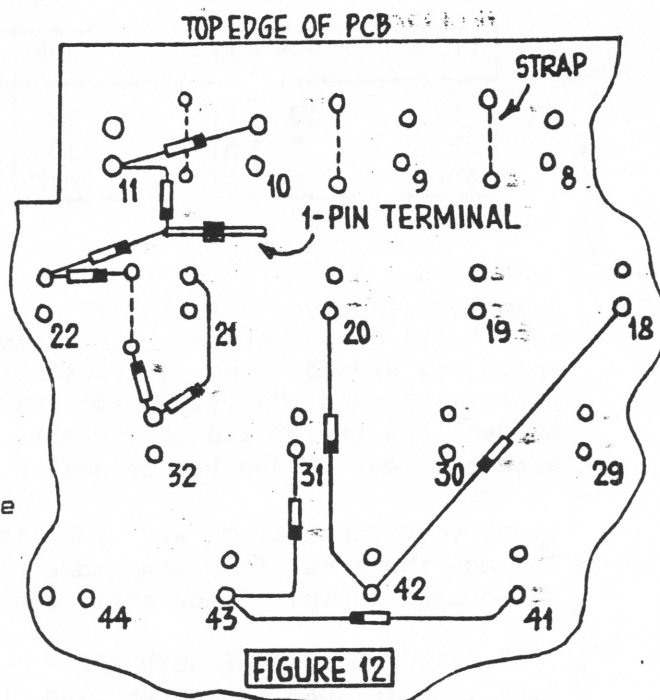 TOP EDGE OF PCB
STRAP
11 10 9 8
1-PIN TERMINAL
22 21 20 19 18
32 31 30 29
e
44 43 42 41
FIGURE 12